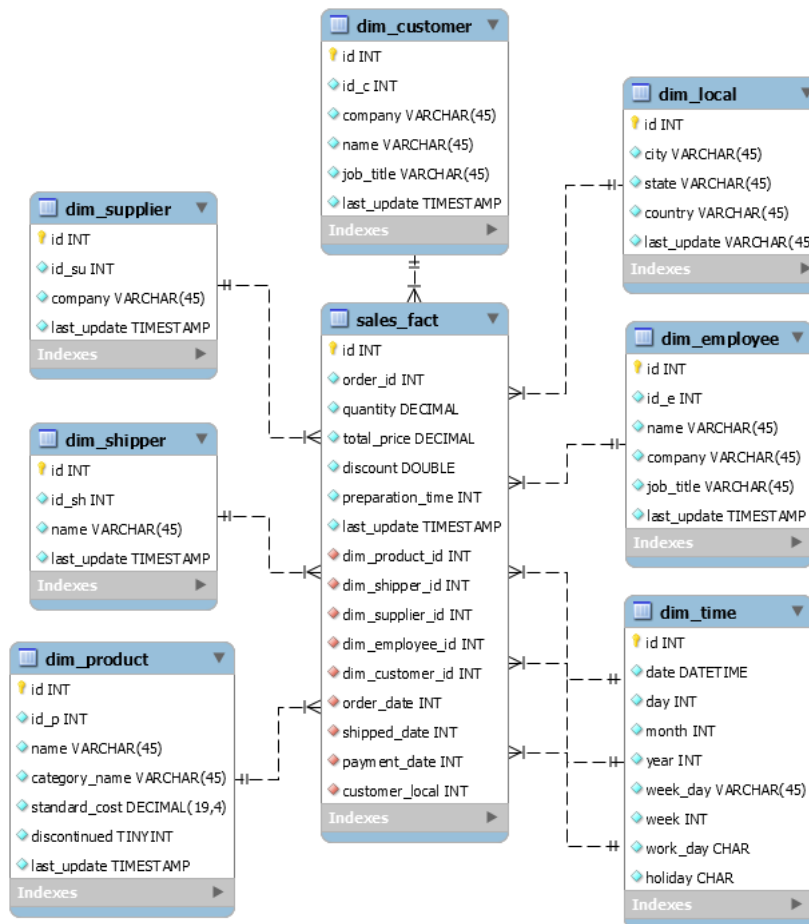 dim_customer
id INT
id_c INT
company VARCHAR(45)
name VARCHAR(45)
job_title VARCHAR(45)
last_update TIMESTAMP
Indexes
dim_local
id INT
city VARCHAR(45)
state VARCHAR(45)
country VARCHAR(45)
last_update VARCHAR(45
Indexes
dim_supplier
id INT
id_su INT
company VARCHAR(45)
last_update TIMESTAMP
Indexes
sales_fact
id INT
order_id INT
quantity DECIMAL
total_price DECIMAL
discount DOUBLE
preparation_time INT
last_update TIMESTAMP
dim_product_id INT
dim_shipper_id INT
dim_supplier_id INT
dim_employee_id INT
dim_customer_id INT
order_date INT
shipped_date INT
payment_date INT
customer_local INT
Indexes
dim_employee
id INT
id_e INT
name VARCHAR(45)
company VARCHAR(45)
job_title VARCHAR(45)
last_update TIMESTAMP
Indexes
dim_shipper
id INT
id_sh INT
name VARCHAR(45)
last_update TIMESTAMP
Indexes
dim_time
id INT
date DATETIME
day INT
month INT
year INT
week_day VARCHAR(45)
week INT
work_day CHAR
holiday CHAR
Indexes
dim_product
id INT
id_p INT
name VARCHAR(45)
category_name VARCHAR(45)
standard_cost DECIMAL(19,4)
discontinued TINYINT
last_update TIMESTAMP
Indexes